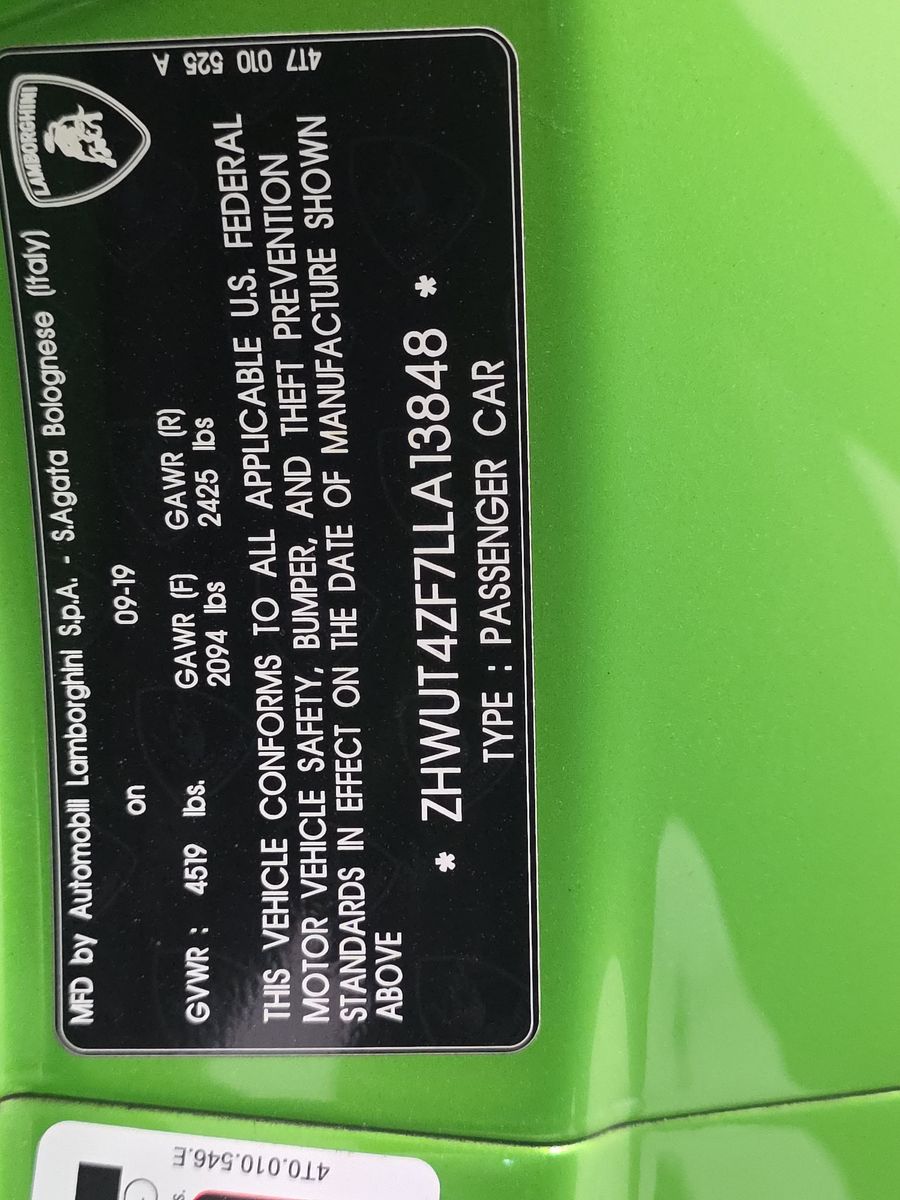 MFD by Automobili Lamborghini S.p.A. - S.Agata Bolognese (Italy)
LAMBORGHINI
on 09-19
GVWR : 4519 lbs. GAWR (F) GAWR (R)
2094 lbs 2425 lbs
4T7 010 525 A
THIS VEHICLE CONFORMS TO ALL APPLICABLE U.S. FEDERAL
MOTOR VEHICLE SAFETY, BUMPER, AND THEFT PREVENTION
STANDARDS IN EFFECT ON THE DATE OF MANUFACTURE SHOWN
ABOVE
* ZHWUT4ZF7LLA13848 *
TYPE : PASSENGER CAR
4T0.010.546.E